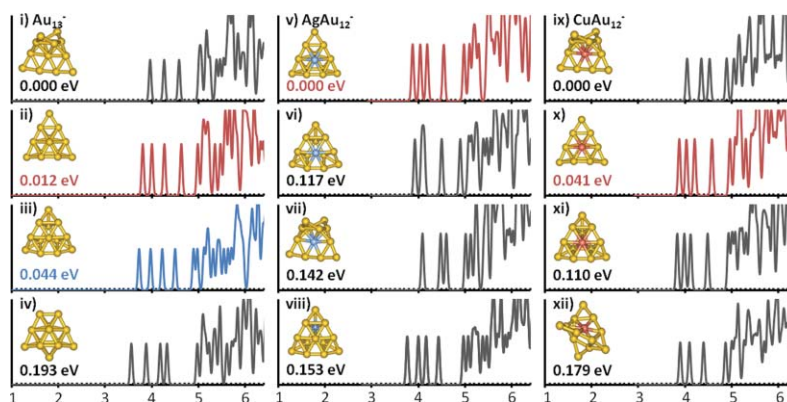 i) Au₁₃⁻
0.000 eV
ii)
0.012 eV
iii)
0.044 eV
iv)
0.193 eV
1 2 3 4 5 6
v) AgAu₁₂⁻
0.000 eV
vi)
0.117 eV
vii)
0.142 eV
viii)
0.153 eV
1 2 3 4 5 6
ix) CuAu₁₂⁻
0.000 eV
x)
0.041 eV
xi)
0.110 eV
xii)
0.179 eV
1 2 3 4 5 6